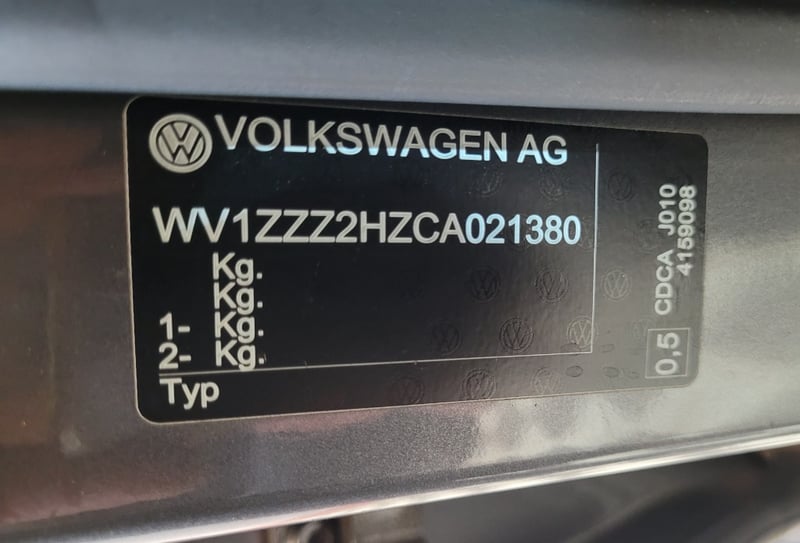 VOLKSWAGEN AG
WV1ZZZ2HZCA021380
Kg.
Kg.
1- Kg.
2- Kg.
Typ
0,5 CDCA J010
4159098